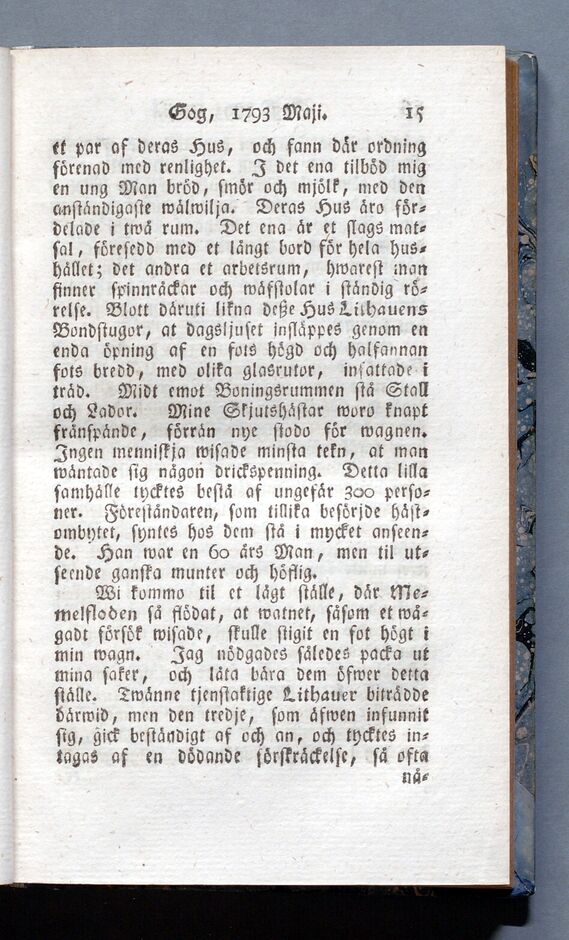 Gog, 1793 Maji. 15
et par af deras Hus, och fann där ordning
förenad med renlighet. I det ena tilböd mig
en ung Man bröd, smör och mjölk, med den
anständigaste wälwilja. Deras Hus äro för-
delade i twå rum. Det ena är et slags mat-
sal, föresedd med et långt bord för hela hus-
hållet; det andra et arbetsrum, hwarest man
finner spinnråckar och wäfstolar i ständig rö-
relse. Blott däruti likna deße Hus Lithauens
Bondstugor, at dagsljuset insläppes genom en
enda öpning af en fots högd och halfannan
fots bredd, med olika glasrutor, infattade i
träd. Midt emot Boningsrummen stå Stall
och Lador. Mine Skjutshästar woro knapt
frånspände, förrän nye stodo för wagnen.
Ingen menniskja wisade minsta tekn, at man
wäntade sig någon drickspenning. Detta lilla
samhälle tycktes bestå af ungefär 300 perso-
ner. Föreståndaren, som tillika besörjde häst-
ombytet, syntes hos dem stå i mycket anseen-
de. Han war en 60 års Man, men til ut-
seende ganska munter och höflig.
Wi kommo til et lågt ställe, där Me-
melfloden så flödat, at watnet, såsom et wå-
gadt försök wisade, skulle stigit en fot högt i
min wagn. Jag nödgades således packa ut
mina saker, och låta bära dem öfwer detta
ställe. Twänne tjenstaktige Lithauer biträdde
därwid, men den tredje, som äfwen infunnit
sig, gick beständigt af och an, och tycktes in-
tagas af en dödande förskräckelse, så ofta
nå-